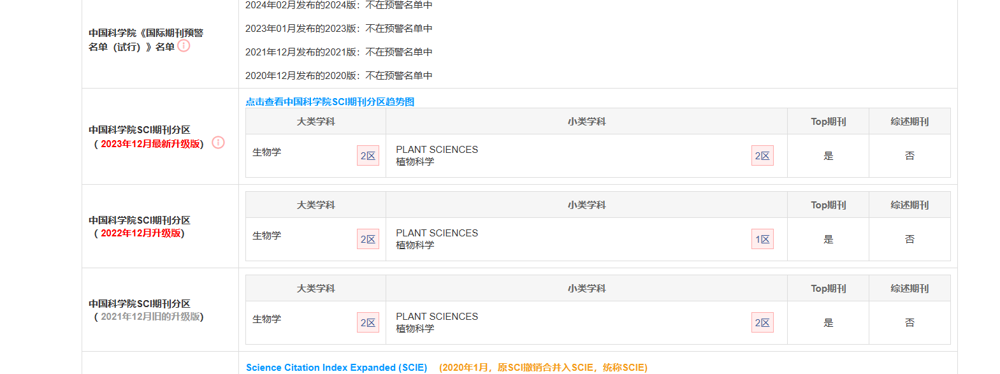 2024年02月发布的2024版：不在预警名单中
中国科学院《国际期刊预警
名单（试行）》名单
2023年01月发布的2023版：不在预警名单中
2021年12月发布的2021版：不在预警名单中
2020年12月发布的2020版：不在预警名单中
点击查看中国科学院SCI期刊分区趋势图
中国科学院SCI期刊分区
（2023年12月最新升级版）
大类学科 小类学科 Top期刊 综述期刊
生物学 2区 PLANT SCIENCES
植物科学 2区 是 否
中国科学院SCI期刊分区
（2022年12月升级版）
大类学科 小类学科 Top期刊 综述期刊
生物学 2区 PLANT SCIENCES
植物科学 1区 是 否
中国科学院SCI期刊分区
（2021年12月旧的升级版）
大类学科 小类学科 Top期刊 综述期刊
生物学 2区 PLANT SCIENCES
植物科学 2区 是 否
Science Citation Index Expanded (SCIE) (2020年1月，原SCI撤销合并入SCIE，统称SCIE)